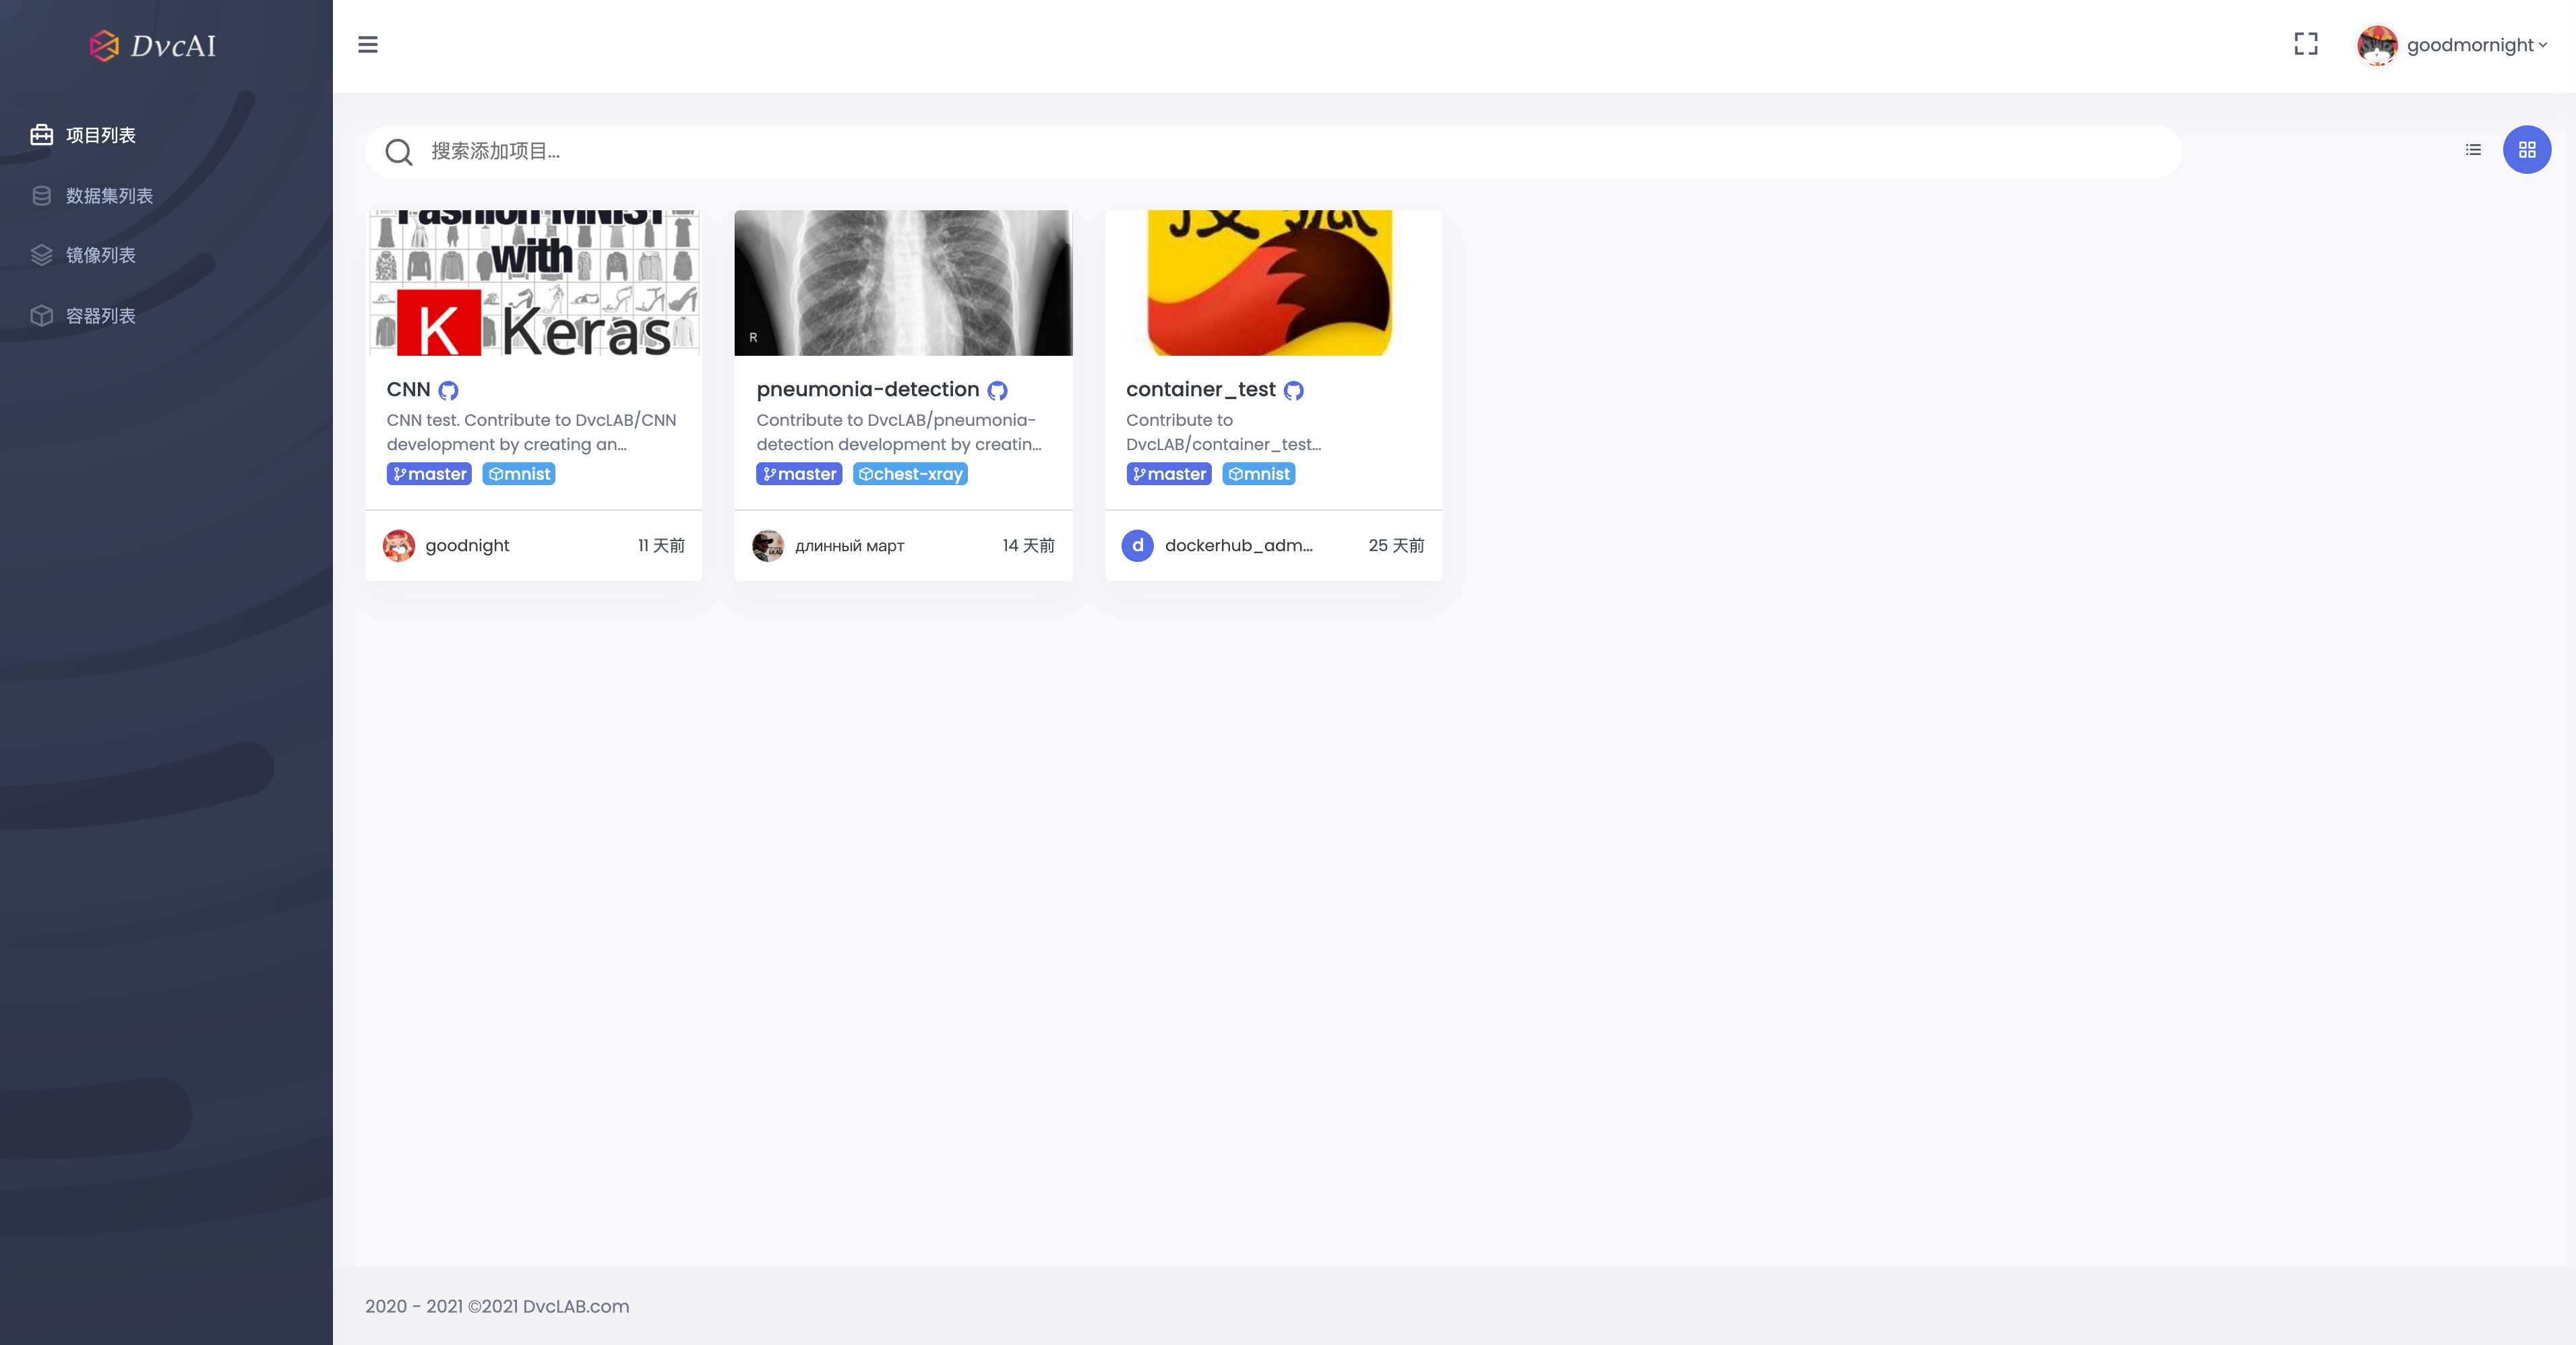 DvcAI
goodmornight
项目列表
数据集列表
镜像列表
容器列表
搜索添加项目...
Fashion MNIST
with
K Keras
CNN
CNN test. Contribute to DvcLAB/CNN
development by creating an...
master mnist
goodnight 11 天前
R
pneumonia-detection
Contribute to DvcLAB/pneumonia-
detection development by creatin...
master chest-xray
длинный март 14 天前
搜狐
container_test
Contribute to
DvcLAB/container_test...
master mnist
d dockerhub_adm... 25 天前
2020 - 2021 ©2021 DvcLAB.com